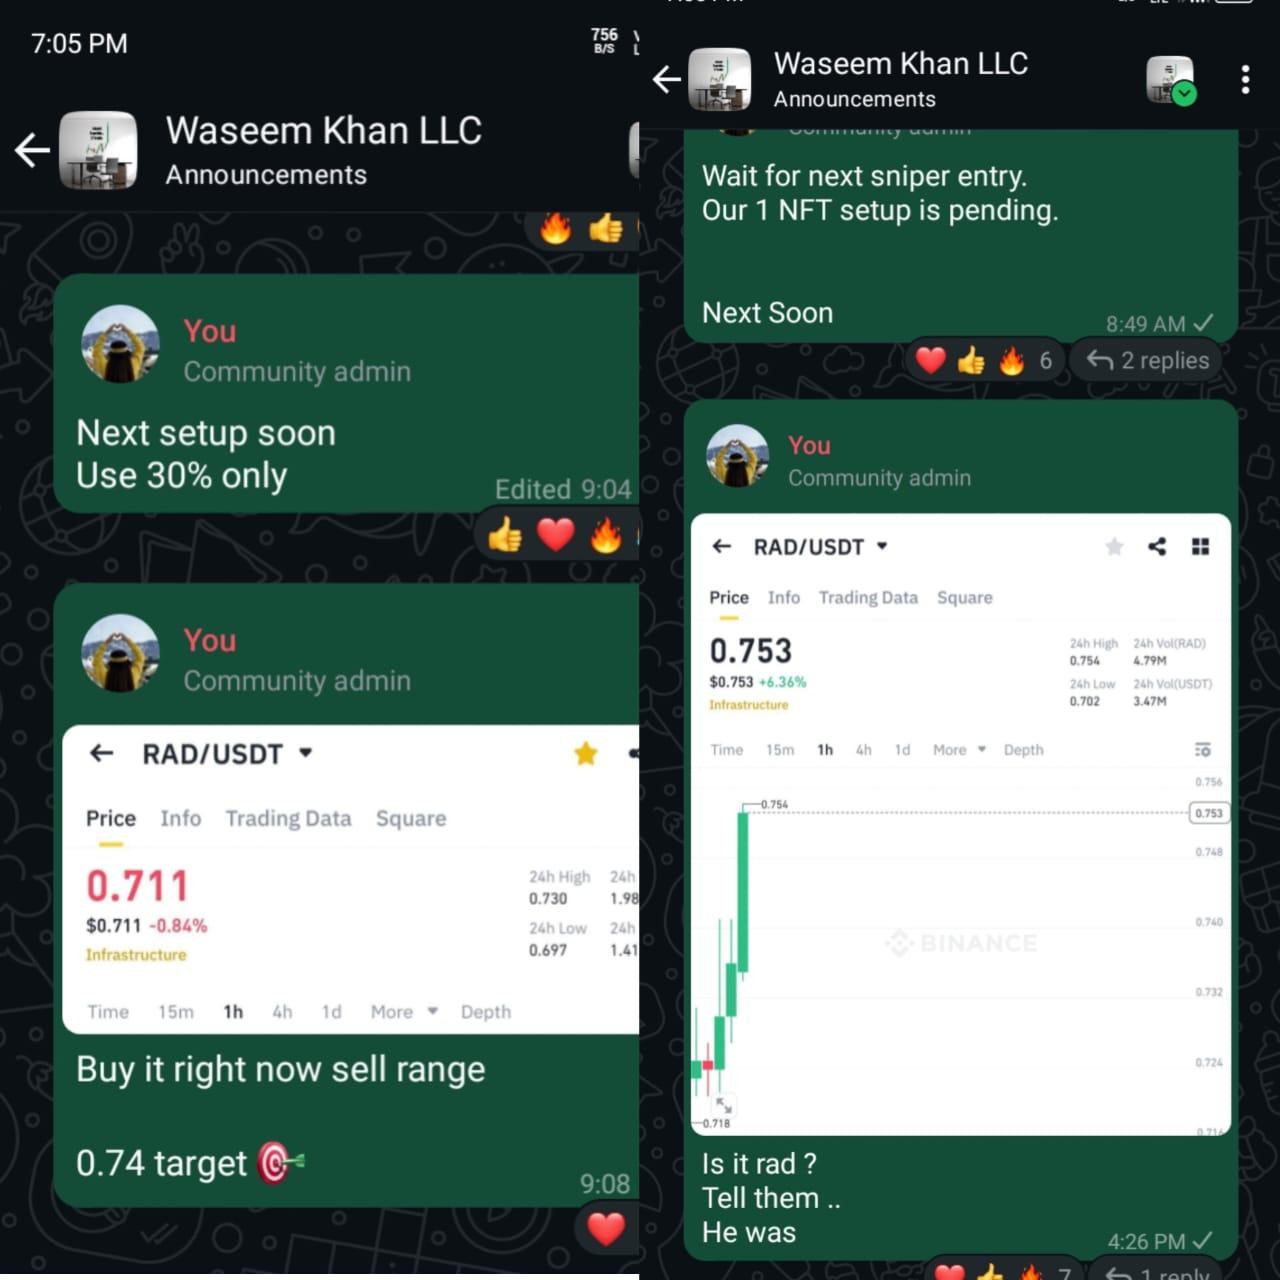 7:05 PM
756
B/S
Waseem Khan LLC
Announcements
You
Community admin
Next setup soon
Use 30% only
Edited 9:04
You
Community admin
RAD/USDT
Price Info Trading Data Square
0.711
$0.711 -0.84%
Infrastructure
24h High 24h
0.730 1.98
24h Low 24h
0.697 1.41
Time 15m 1h 4h 1d More Depth
Buy it right now sell range
0.74 target
9:08
Waseem Khan LLC
Announcements
Community admin
Wait for next sniper entry.
Our 1 NFT setup is pending.
Next Soon
8:49 AM
6
2 replies
You
Community admin
RAD/USDT
Price Info Trading Data Square
0.753
$0.753 +6.36%
Infrastructure
24h High 24h Vol(RAD)
0.754 4.79M
24h Low 24h Vol(USDT)
0.702 3.47M
Time 15m 1h 4h 1d More Depth
0.756
0.754
0.753
0.748
0.740
BINANCE
0.732
0.724
0.718
0.716
Is it rad ?
Tell them ..
He was
4:26 PM
7
1 reply